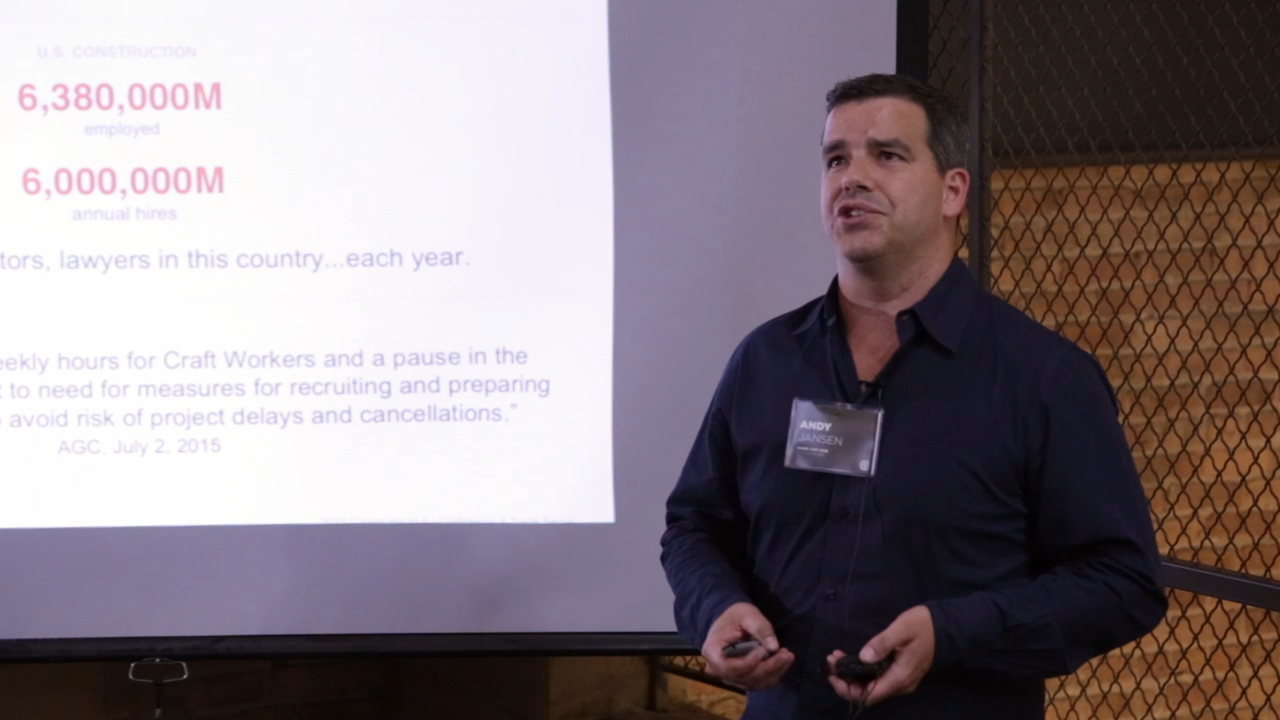 U.S. CONSTRUCTION
6,380,000M
employed
6,000,000M
annual hires
tors, lawyers in this country...each year.
eekly hours for Craft Workers and a pause in the
t to need for measures for recruiting and preparing
avoid risk of project delays and cancellations."
AGC, July 2, 2015
ANDY
JANSEN